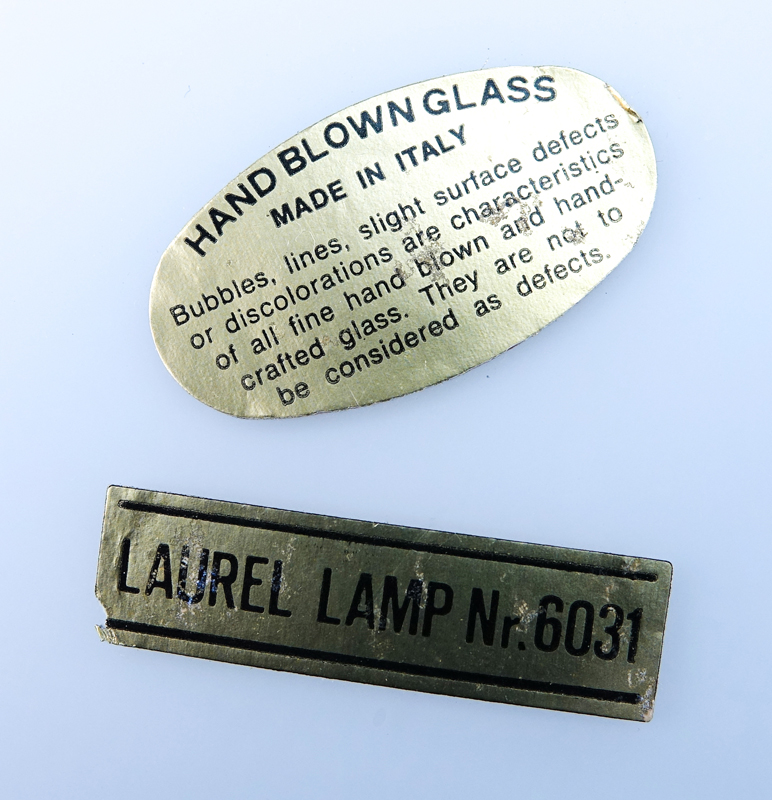 HAND BLOWN GLASS
MADE IN ITALY
Bubbles, lines, slight surface defects
or discolorations are characteristics
of all fine hand blown and hand-
crafted glass. They are not to
be considered as defects.
LAUREL LAMP Nr.6031